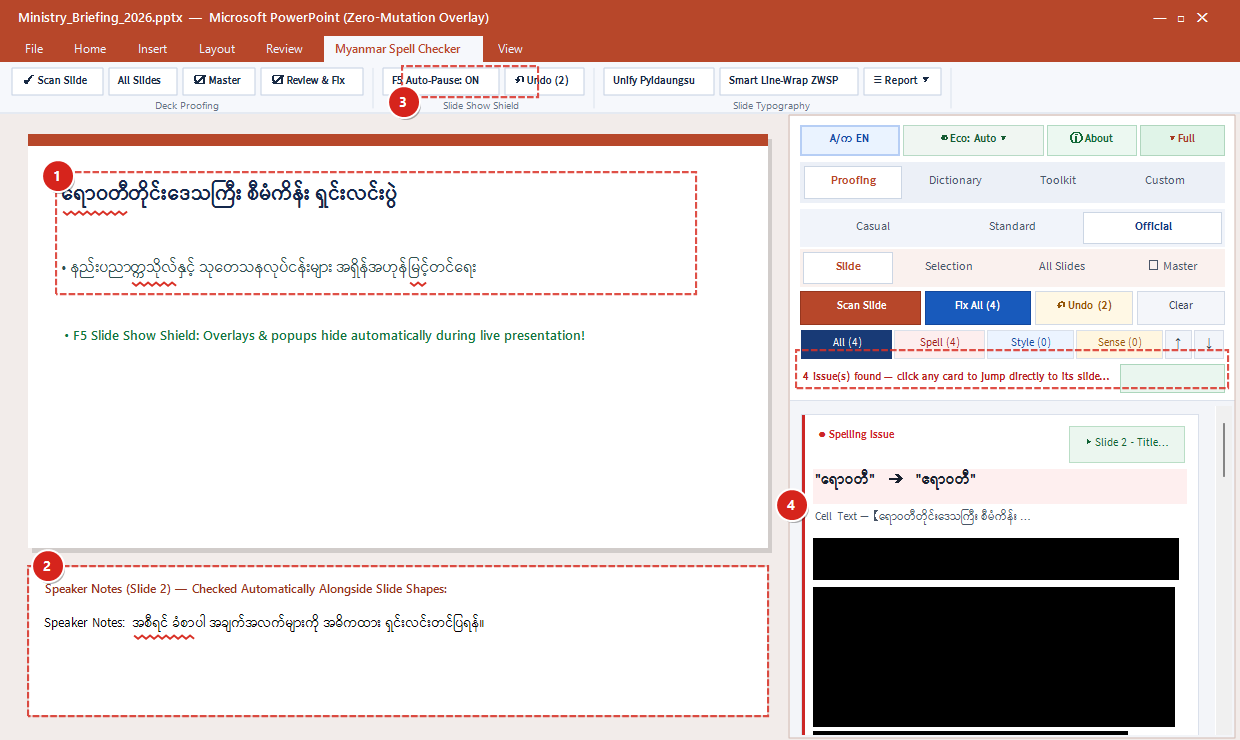 Ministry_Briefing_2026.pptx — Microsoft PowerPoint (Zero-Mutation Overlay)
File Home Insert Layout Review Myanmar Spell Checker View
Scan Slide All Slides Master Review & Fix F5 Auto-Pause: ON Undo (2) Unify Pyidaungsu Smart Line-Wrap ZWSP Report
Deck Proofing Slide Show Shield Slide Typography
3
1
ရောဝတီတိုင်းဒေသကြီး စီမံကိန်း ရှင်းလင်းပွဲ
• နည်းပညာတ္ကသိုလ်နှင့် သုတေသနလုပ်ငန်းများ အရှိန်အဟုန်မြင့်တင်ရေး
• F5 Slide Show Shield: Overlays & popups hide automatically during live presentation!
2
Speaker Notes (Slide 2) — Checked Automatically Alongside Slide Shapes:
Speaker Notes: အစီရင် ခံစာပါ အချက်အလက်များကို အဓိကထား ရှင်းလင်းတင်ပြရန်။
A/က EN Eco: Auto About Full
Proofing Dictionary Toolkit Custom
Casual Standard Official
Slide Selection All Slides Master
Scan Slide Fix All (4) Undo (2) Clear
All (4) Spell (4) Style (0) Sense (0) ↑ ↓
4 issue(s) found — click any card to jump directly to its slide...
Spelling Issue Slide 2 - Title...
"ရောဝတီ" → "ဧရာဝတီ"
4
Cell Text — 【ရောဝတီတိုင်းဒေသကြီး စီမံကိန်း ...